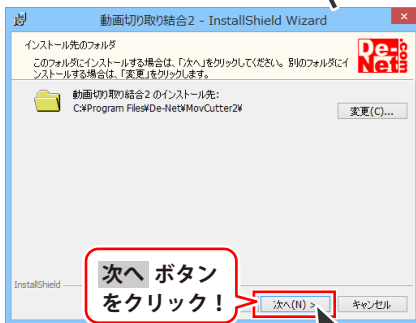 動画切り取り結合2 - InstallShield Wizard
インストール先のフォルダ
このフォルダにインストールする場合は、「次へ」をクリックしてください。別のフォルダにイ
ンストールする場合は、「変更」をクリックします。
De-Net.com
動画切り取り結合2 のインストール先:
C:¥Program Files¥De-Net¥MovCutter2¥
変更(C)...
InstallShield
次へ ボタン
をクリック！
次へ(N) >
キャンセル